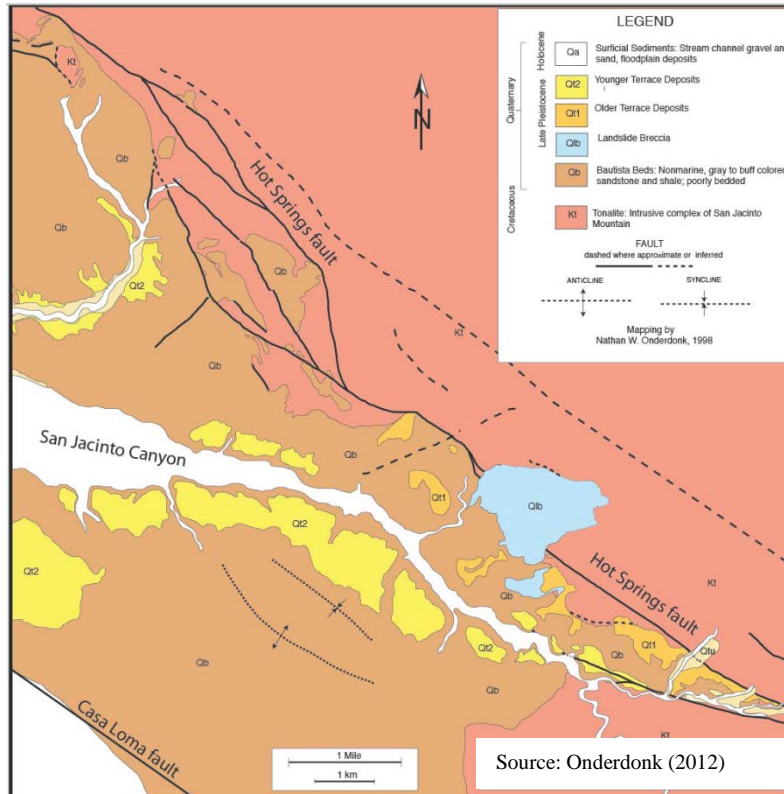 LEGEND
Quaternary
Cretaceous
Holocene
Late Pleistocene
Qa
Surficial Sediments: Stream channel gravel an
sand, floodplain deposits
Qt2
Younger Terrace Deposits
Qt1
Older Terrace Deposits
Qlb
Landslide Breccia
Qb
Bautista Beds: Nonmarine, gray to buff colored
sandstone and shale; poorly bedded
Kt
Tonalite: Intrusive complex of San Jacinto
Mountain
FAULT
dashed where approximate or inferred
ANTICLINE
SYNCLINE
Mapping by
Nathan W. Onderdonk, 1998
N
Kt
Qb
Hot Springs fault
Qb
Qb
Qt2
Kt
Qb
San Jacinto Canyon
Qb
Qt1
Qlb
Qt2
Qt2
Hot Springs fault
Kt
Qb
Qt1
Qtu
Qb
Qt2
Qb
Qb
Casa Loma fault
Kt
1 Mile
1 km
Source: Onderdonk (2012)